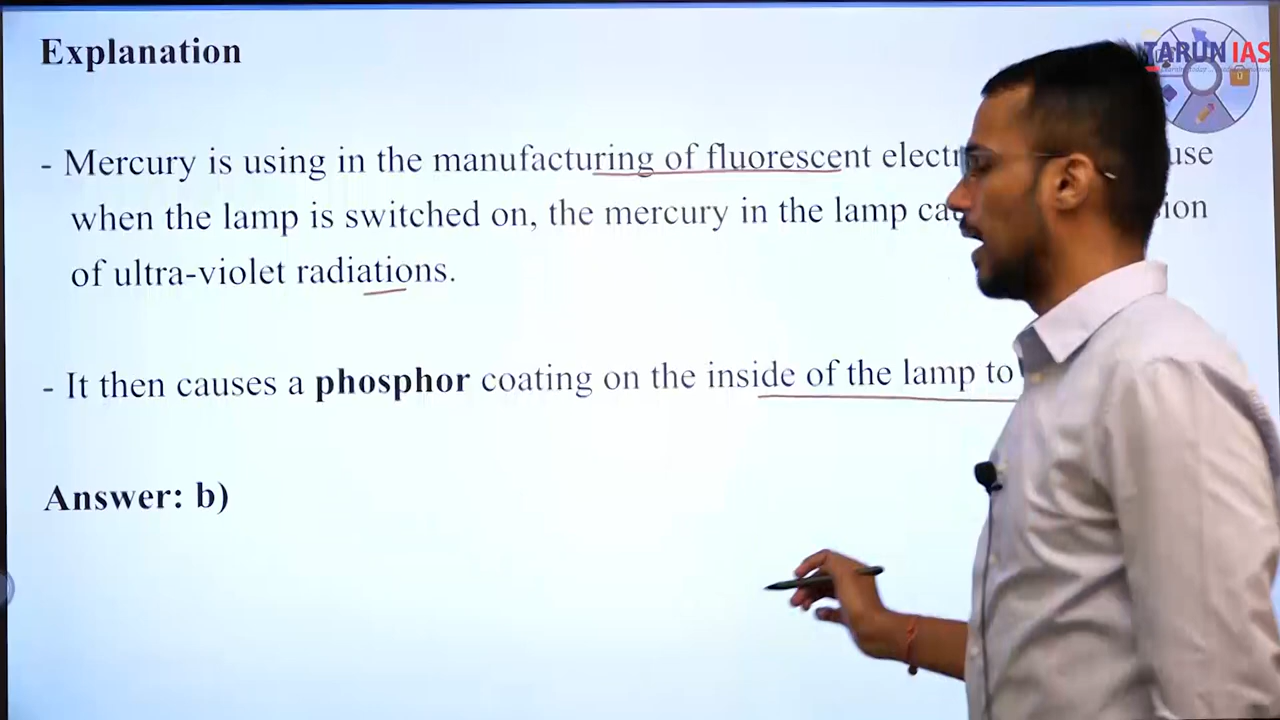 Explanation
TARUN IAS
- Mercury is using in the manufacturing of fluorescent
when the lamp is switched on, the mercury in the lamp
of ultra-violet radiations.
- It then causes a phosphor coating on the inside of the lamp to
Answer: b)